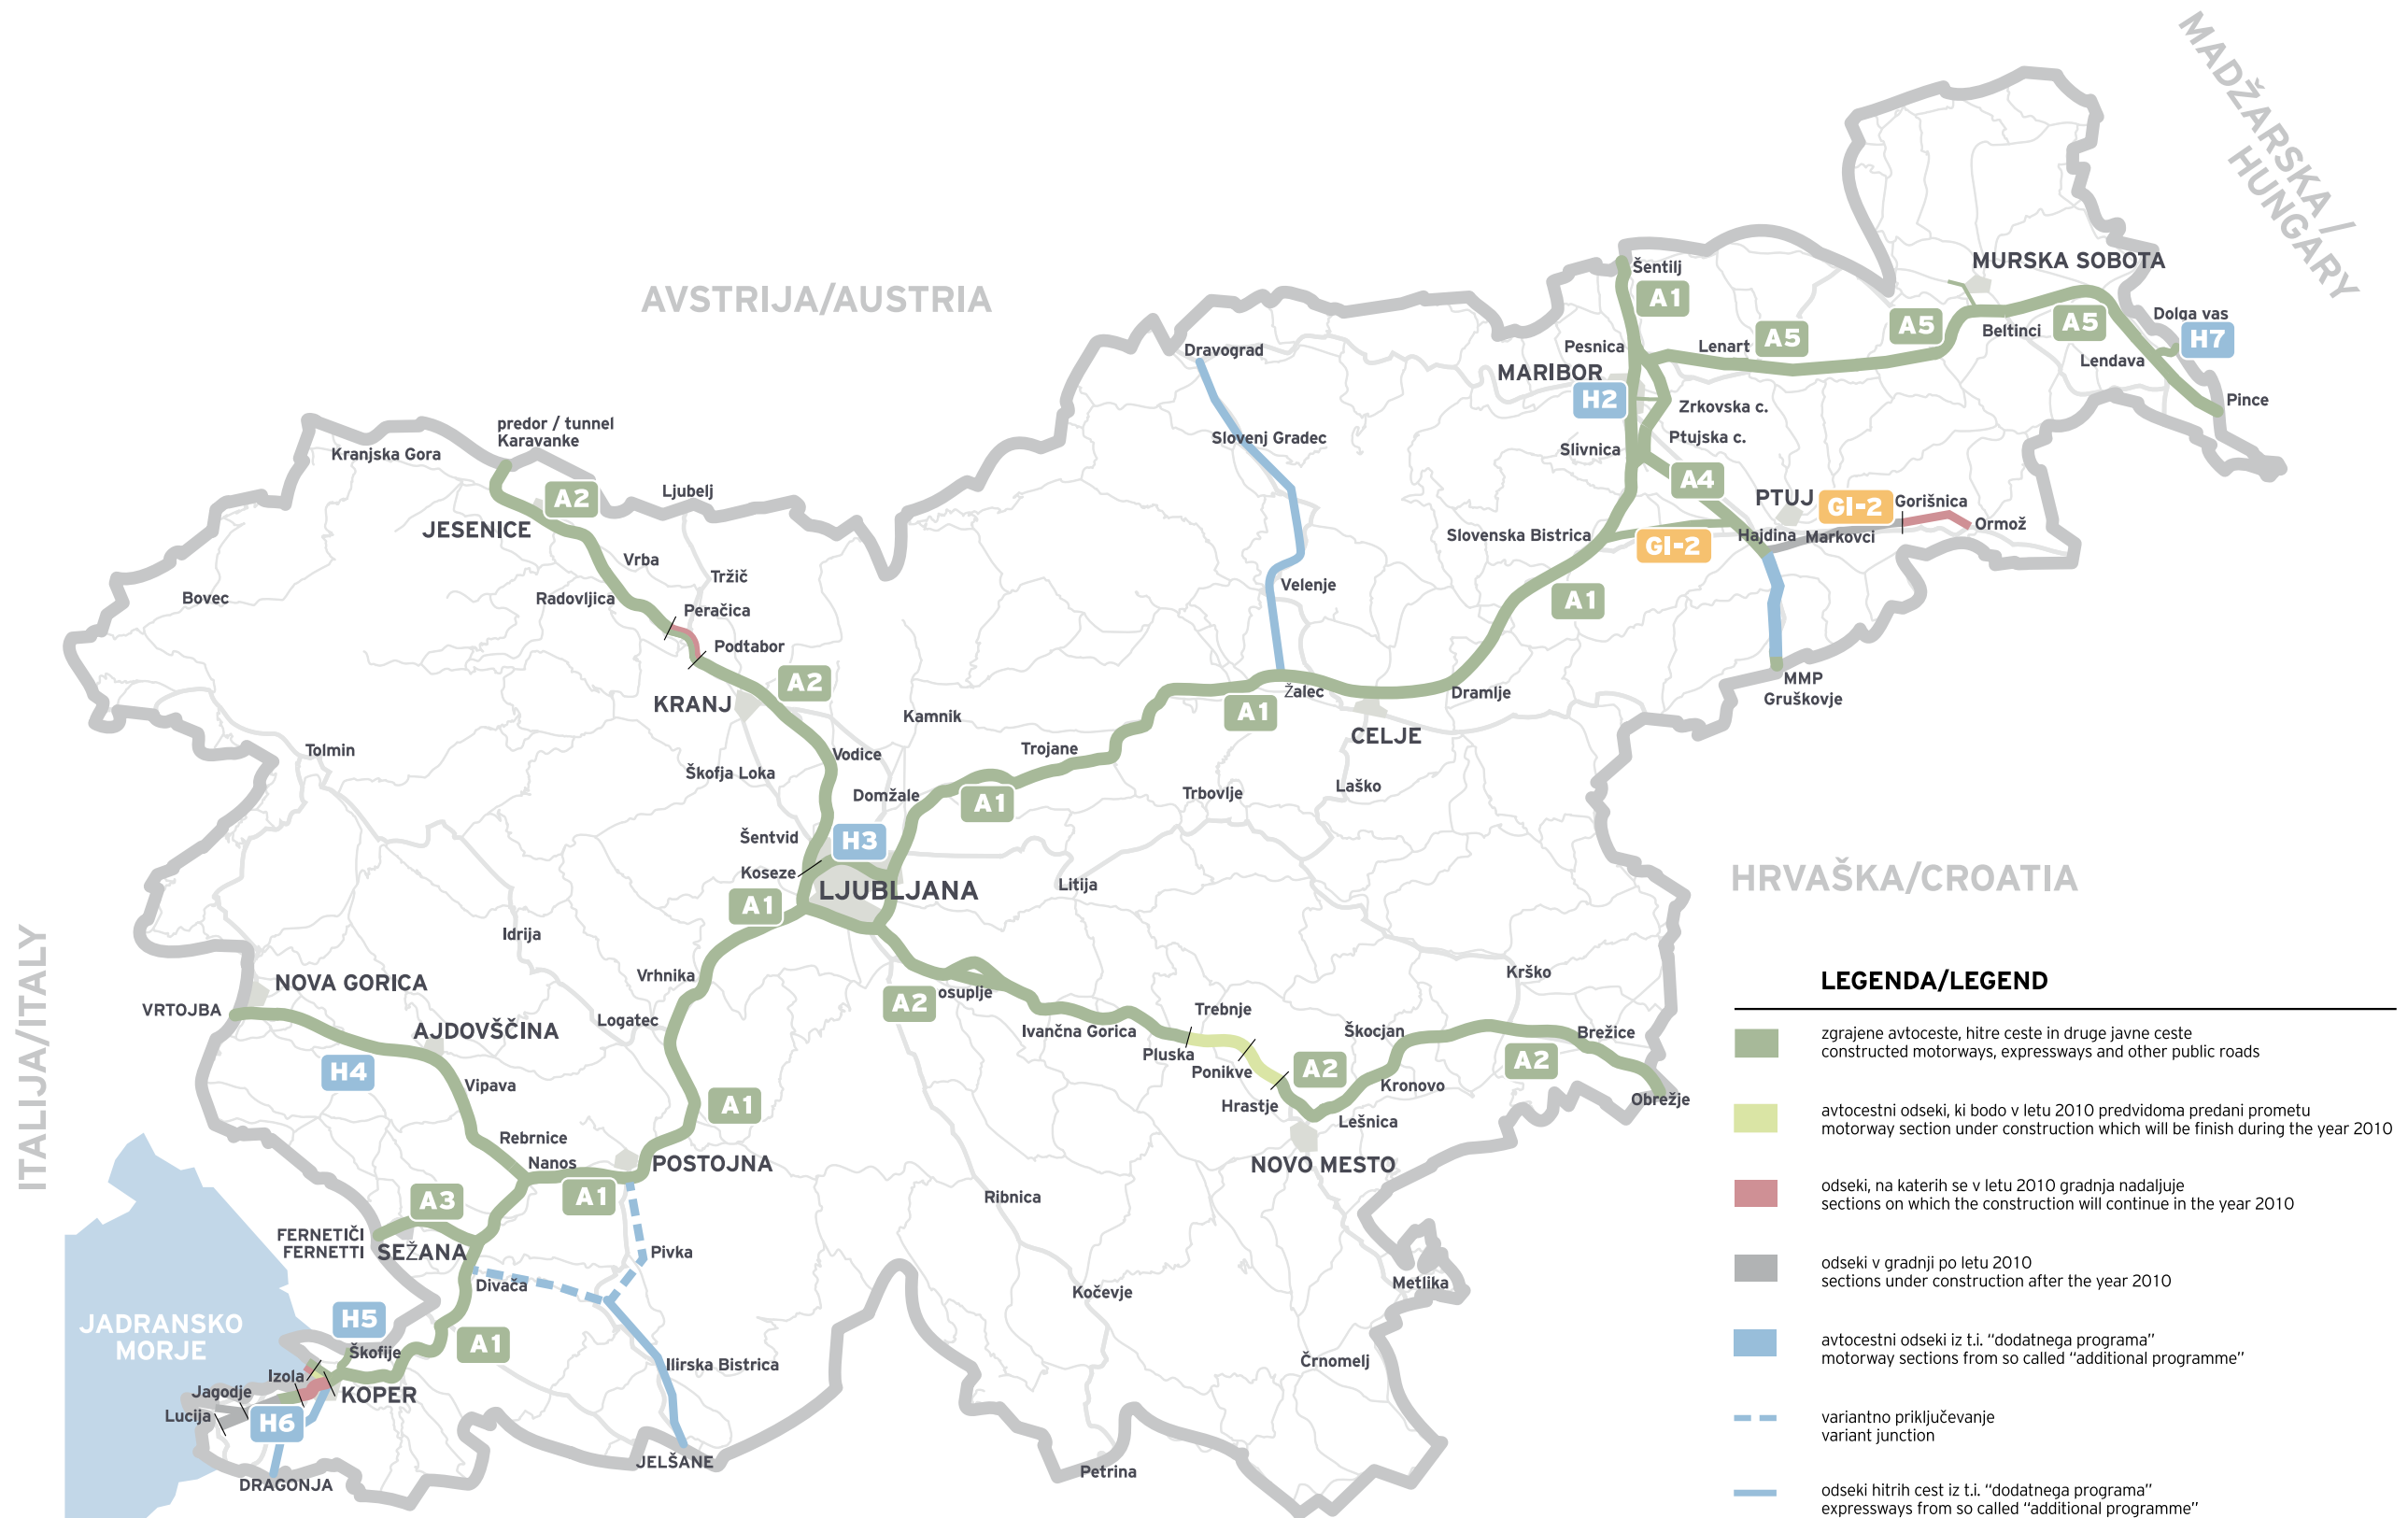 MADŽARSKA /
HUNGARY
AVSTRIJA/AUSTRIA
HRVAŠKA/CROATIA
ITALIJA/ITALY
JADRANSKO
MORJE
Šentilj
A1
MURSKA SOBOTA
Dolga vas
H7
A5
A5
A5
Beltinci
Lendava
Pince
Pesnica
Lenart
MARIBOR
H2
Zrkovska c.
Ptujska c.
Slivnica
A4
PTUJ
GI-2
Gorišnica
Ormož
Hajdina
Markovci
Slovenska Bistrica
GI-2
A1
MMP
Gruškovje
Dravograd
Slovenj Gradec
Velenje
Žalec
A1
Dramlje
CELJE
Laško
Trbovlje
Trojane
A1
predor / tunnel
Karavanke
Kranjska Gora
A2
Ljubelj
JESENICE
Vrba
Tržič
Bovec
Radovljica
Peračica
Podtabor
A2
KRANJ
Kamnik
Tolmin
Vodice
Škofja Loka
Domžale
Šentvid
H3
Koseze
LJUBLJANA
A1
Litija
Idrija
Vrhnika
NOVA GORICA
VRTOJBA
AJDOVŠČINA
Logatec
H4
Vipava
A1
Rebrnice
Nanos
POSTOJNA
A1
A3
FERNETIČI
FERNETTI
SEŽANA
Pivka
Divača
H5
A1
Škofije
Izola
Jagodje
KOPER
Lucija
H6
DRAGONJA
Ilirska Bistrica
JELŠANE
A2
osuplje
Ivančna Gorica
Trebnje
Pluska
Ponikve
A2
Hrastje
Škocjan
Kronovo
Lešnica
NOVO MESTO
Krško
A2
Brežice
Obrežje
Ribnica
Kočevje
Metlika
Črnomelj
Petrina
LEGENDA/LEGEND
zgrajene avtoceste, hitre ceste in druge javne ceste
constructed motorways, expressways and other public roads
avtocestni odseki, ki bodo v letu 2010 predvidoma predani prometu
motorway section under construction which will be finish during the year 2010
odseki, na katerih se v letu 2010 gradnja nadaljuje
sections on which the construction will continue in the year 2010
odseki v gradnji po letu 2010
sections under construction after the year 2010
avtocestni odseki iz t.i. “dodatnega programa”
motorway sections from so called “additional programme”
variantno priključevanje
variant junction
odseki hitrih cest iz t.i. “dodatnega programa”
expressways from so called “additional programme”